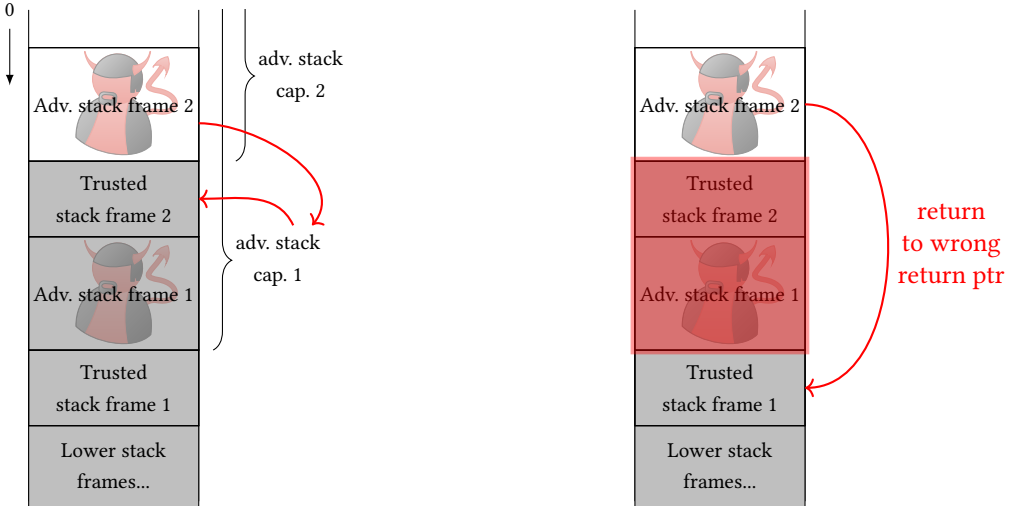 0
adv. stack
cap. 2
Adv. stack frame 2
Trusted
stack frame 2
adv. stack
cap. 1
Adv. stack frame 1
Trusted
stack frame 1
Lower stack
frames...
Adv. stack frame 2
Trusted
stack frame 2
return
to wrong
return ptr
Adv. stack frame 1
Trusted
stack frame 1
Lower stack
frames...